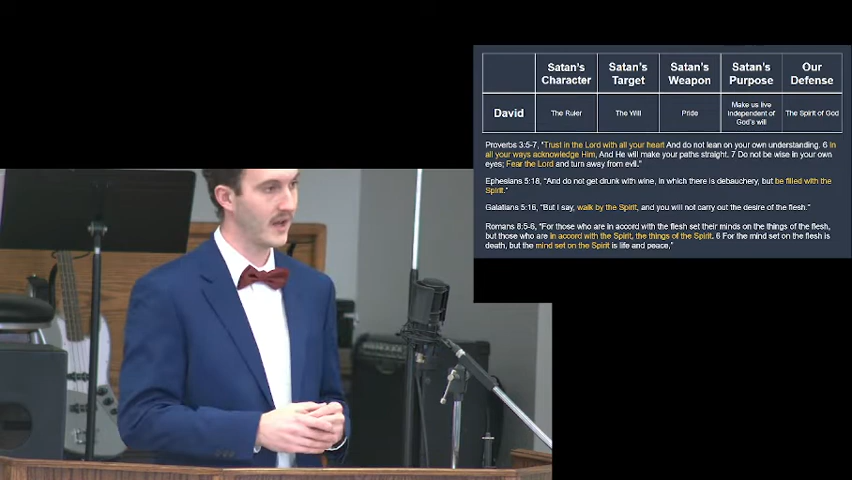 Satan's Character Satan's Target Satan's Weapon Satan's Purpose Our Defense
David The Ruler The Will Pride Make us live independent of God's will The Spirit of God
Proverbs 3:5-7, "Trust in the Lord with all your heart And do not lean on your own understanding. 6 In
all your ways acknowledge Him, And He will make your paths straight. 7 Do not be wise in your own
eyes; Fear the Lord and turn away from evil."
Ephesians 5:18, "And do not get drunk with wine, in which there is debauchery, but be filled with the
Spirit."
Galatians 5:16, "But I say, walk by the Spirit, and you will not carry out the desire of the flesh."
Romans 8:5-6, "For those who are in accord with the flesh set their minds on the things of the flesh,
but those who are in accord with the Spirit, the things of the Spirit. 6 For the mind set on the flesh is
death, but the mind set on the Spirit is life and peace,"